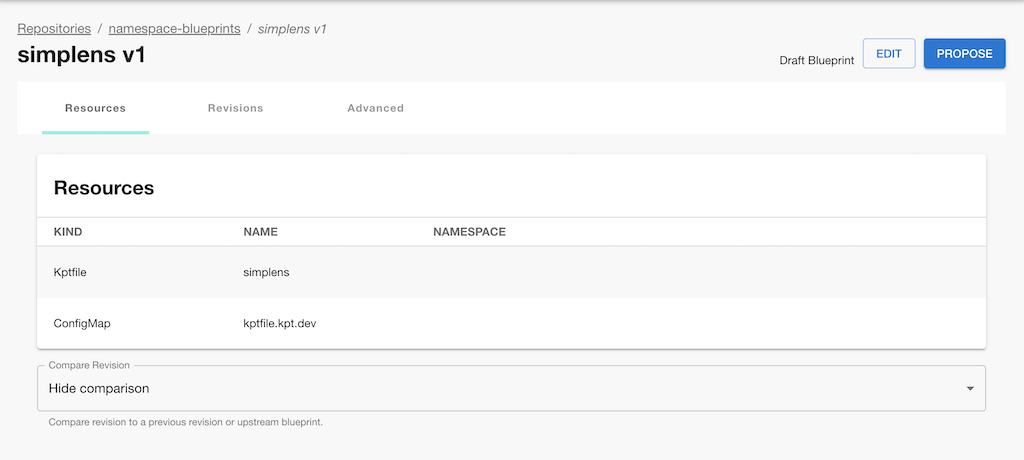 Repositories / namespace-blueprints / simplens v1
simplens v1
Draft Blueprint EDIT PROPOSE
Resources Revisions Advanced
Resources
KIND NAME NAMESPACE
Kptfile simplens
ConfigMap kptfile.kpt.dev
Compare Revision
Hide comparison
Compare revision to a previous revision or upstream blueprint.